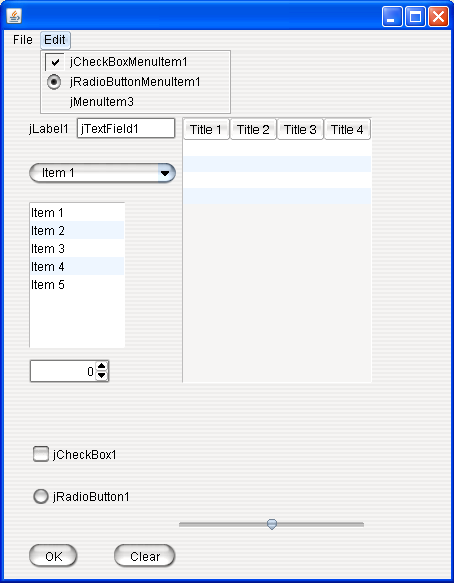 File Edit
jCheckBoxMenuItem1
jRadioButtonMenuItem1
jMenuItem3
jLabel1 jTextField1 Title 1 Title 2 Title 3 Title 4
Item 1
Item 1
Item 2
Item 3
Item 4
Item 5
0
jCheckBox1
jRadioButton1
OK Clear